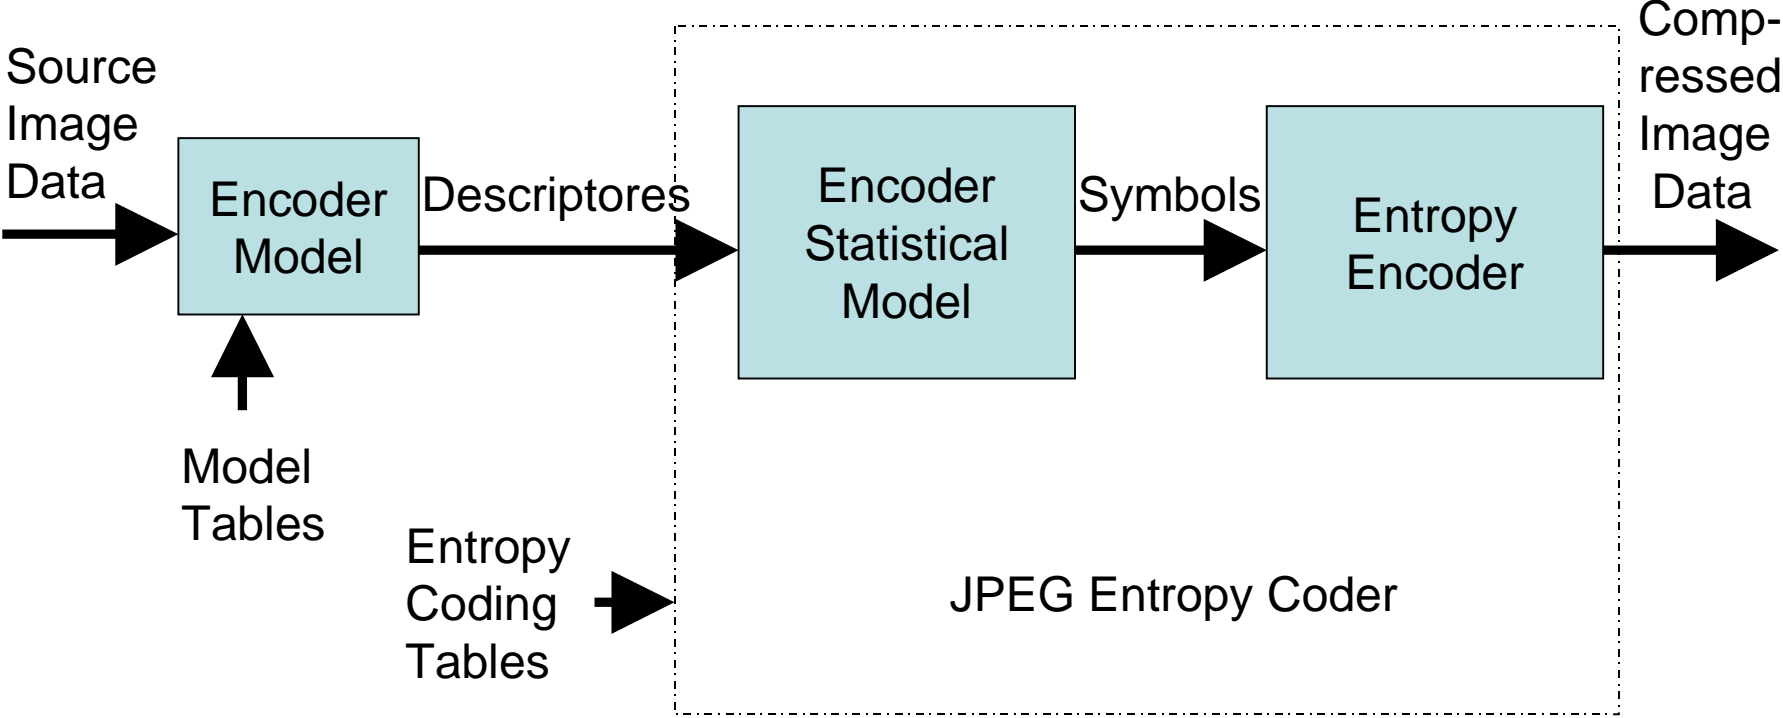 Source
Image
Data
Encoder
Model
Descriptores
Encoder
Statistical
Model
Symbols
Entropy
Encoder
Comp-
ressed
Image
Data
Model
Tables
Entropy
Coding
Tables
JPEG Entropy Coder